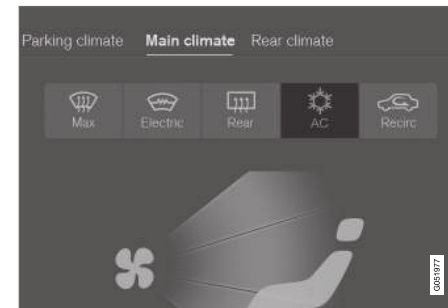 Parking climate Main climate Rear climate
Max Electric Rear AC Recirc
G051977